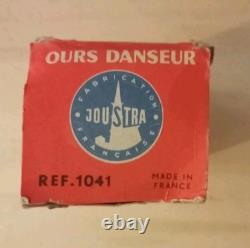 OURS DANSEUR
FABRICATION
JOUSTRA
FRANÇAISE
REF.1041
MADE IN
FRANCE